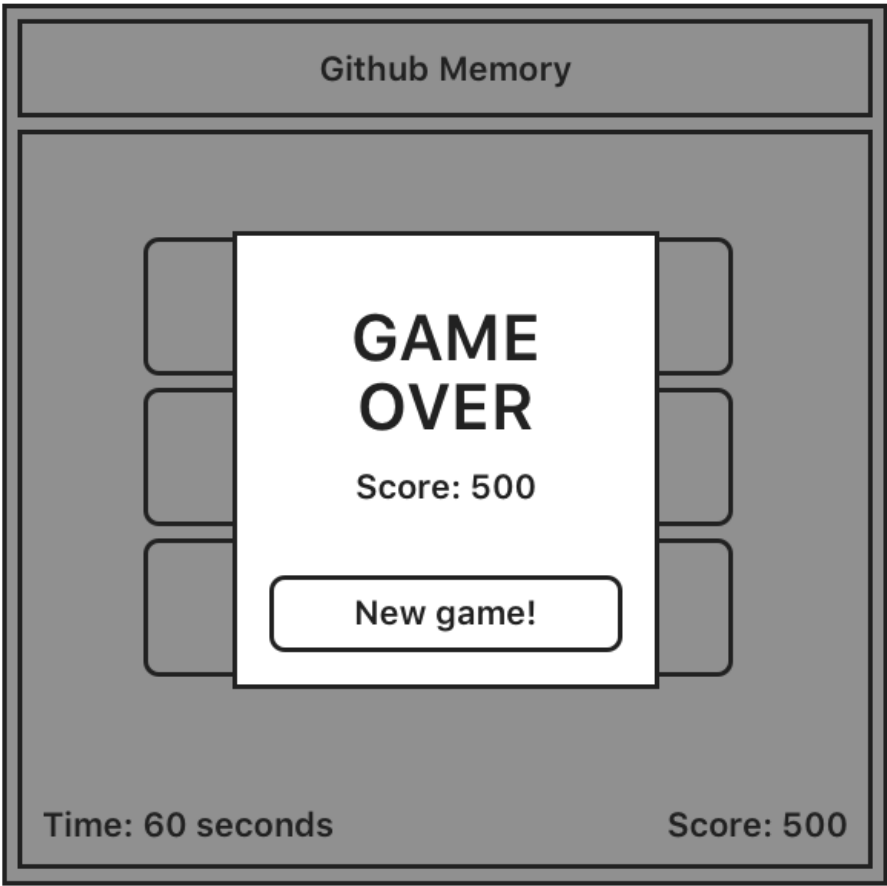 Github Memory
GAME
OVER
Score: 500
New game!
Time: 60 seconds
Score: 500